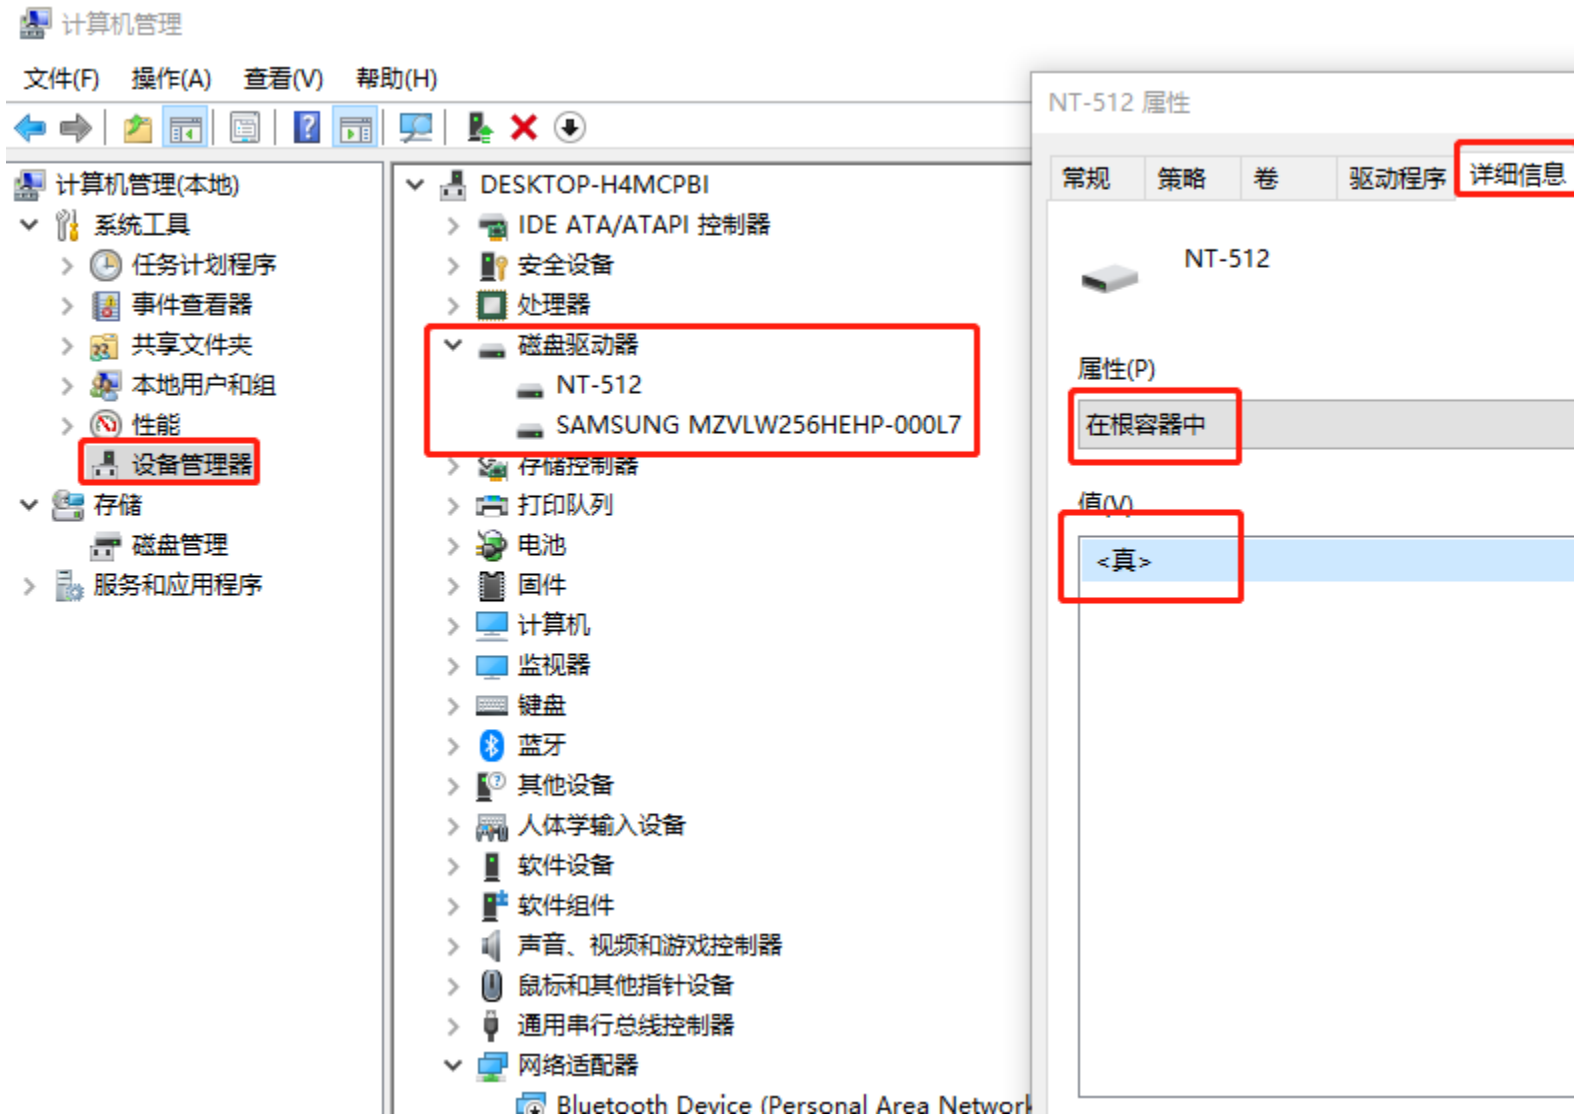 计算机管理
文件(F) 操作(A) 查看(V) 帮助(H)
计算机管理(本地)
系统工具
任务计划程序
事件查看器
共享文件夹
本地用户和组
性能
设备管理器
存储
磁盘管理
服务和应用程序
DESKTOP-H4MCPBI
IDE ATA/ATAPI 控制器
安全设备
处理器
磁盘驱动器
NT-512
SAMSUNG MZVLW256HEHP-000L7
存储控制器
打印队列
电池
固件
计算机
监视器
键盘
蓝牙
其他设备
人体学输入设备
软件设备
软件组件
声音、视频和游戏控制器
鼠标和其他指针设备
通用串行总线控制器
网络适配器
Bluetooth Device (Personal Area Network
NT-512 属性
常规 策略 卷 驱动程序 详细信息
NT-512
属性(P)
在根容器中
值(V)
<真>